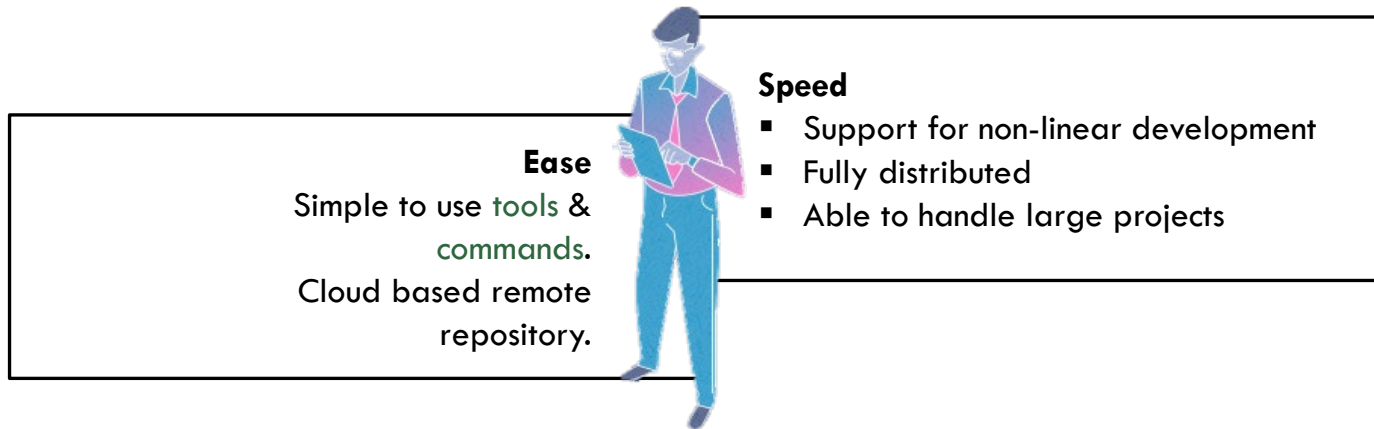 Ease
Simple to use tools &
commands.
Cloud based remote
repository.
Speed
▪ Support for non-linear development
▪ Fully distributed
▪ Able to handle large projects